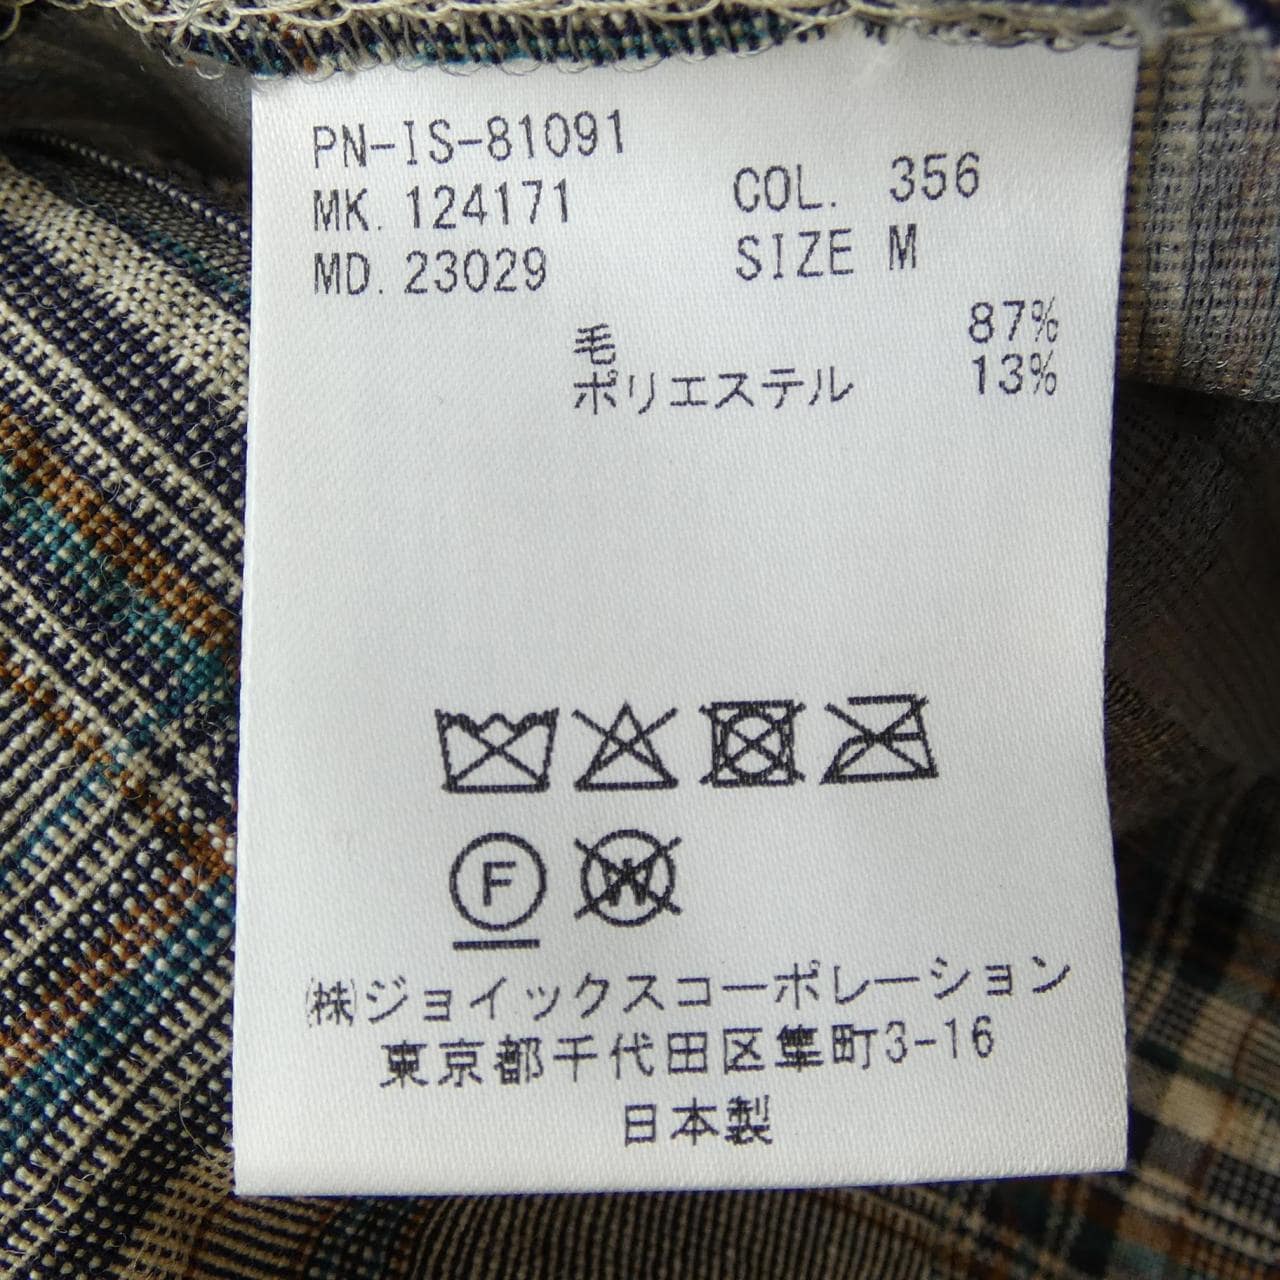 PN-IS-81091
MK. 124171 COL. 356
MD. 23029 SIZE M
毛 87%
ポリエステル 13%
F
W
㈱ジョイックスコーポレーション
東京都千代田区隼町3-16
日本製